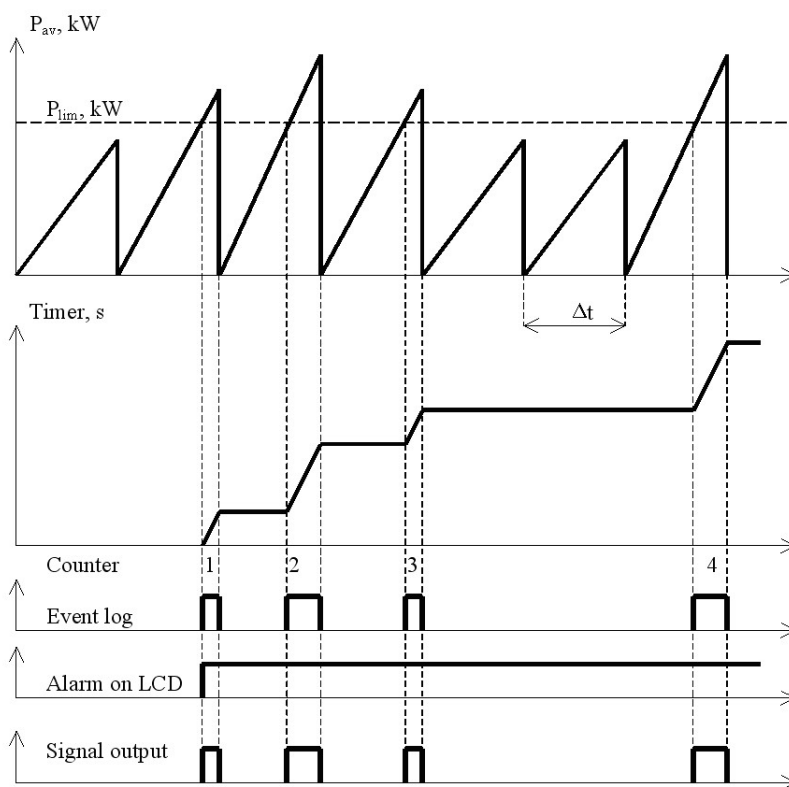 P_av, kW
P_lim, kW
Timer, s
Δt
Counter 1 2 3 4
Event log
Alarm on LCD
Signal output